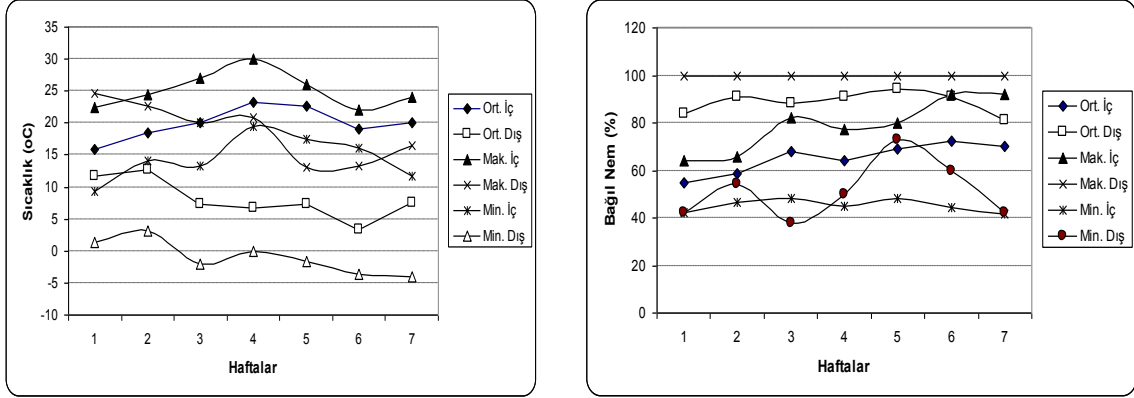 35
30
25
20
15
10
5
0
-5
-10
Sıcaklık (oC)
1 2 3 4 5 6 7
Haftalar
Ort. İç
Ort. Dış
Mak. İç
Mak. Dış
Min. İç
Min. Dış
120
100
80
60
40
20
0
Bağıl Nem (%)
1 2 3 4 5 6 7
Haftalar
Ort. İç
Ort. Dış
Mak. İç
Mak. Dış
Min. İç
Min. Dış